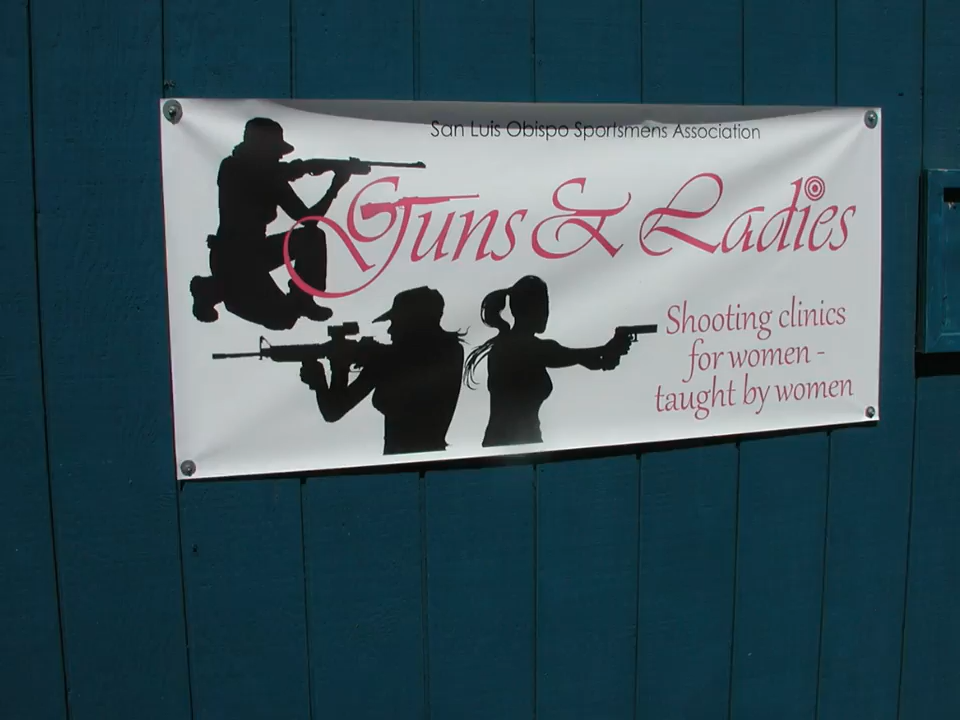 San Luis Obispo Sportsmens Association
Guns & Ladies
Shooting clinics
for women -
taught by women